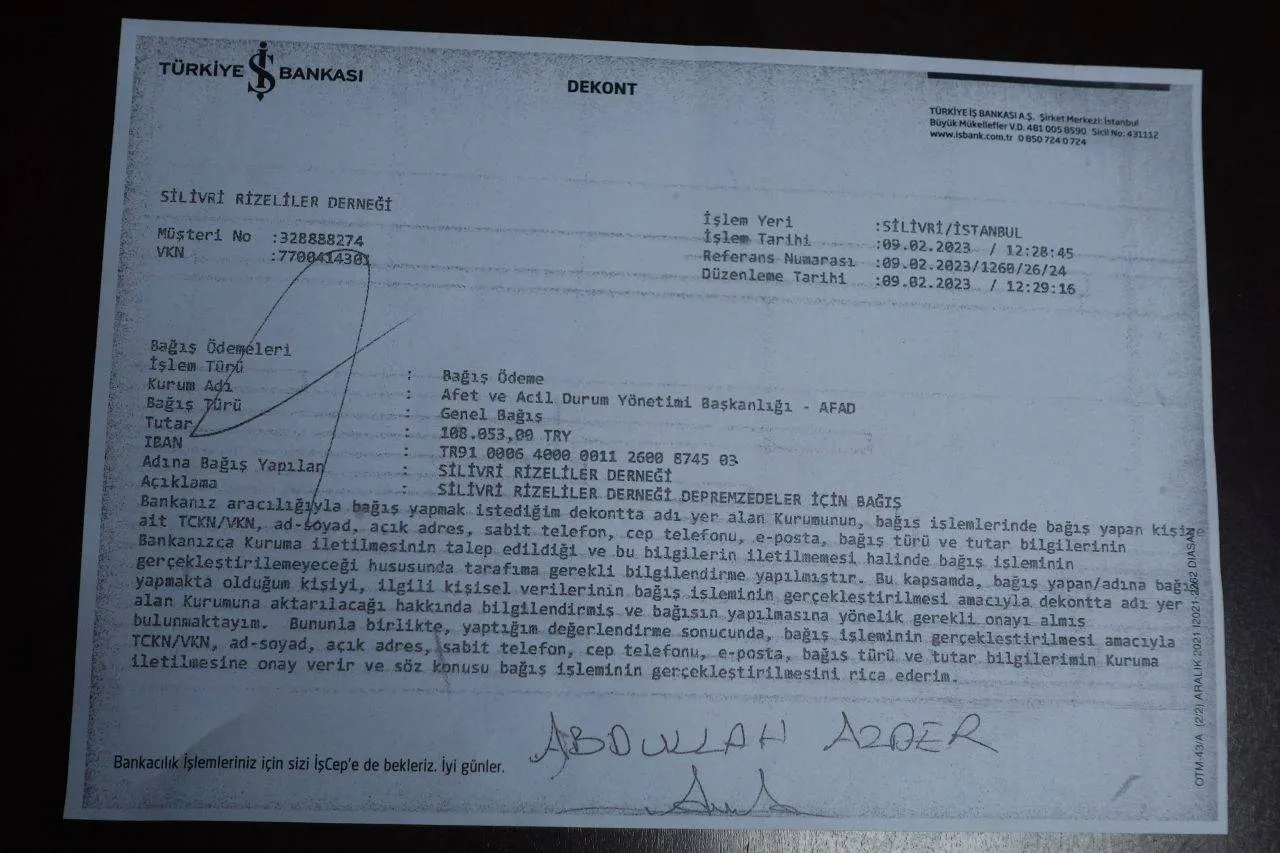 TÜRKİYE İŞ BANKASI
DEKONT
TÜRKİYE İŞ BANKASI A.Ş. Şirket Merkezi: İstanbul
Büyük Mükellefler V.D. 481 005 8590 Sicil No: 431112
www.isbank.com.tr 0 850 724 0 724
SİLİVRİ RİZELİLER DERNEĞİ
Müşteri No :328888274
VKN :7700414301
İşlem Yeri :SİLİVRİ/İSTANBUL
İşlem Tarihi :09.02.2023 / 12:28:45
Referans Numarası :09.02.2023/1260/26/24
Düzenleme Tarihi :09.02.2023 / 12:29:16
Bağış Ödemeleri
İşlem Türü : Bağış Ödeme
Kurum Adı : Afet ve Acil Durum Yönetimi Başkanlığı - AFAD
Bağış Türü : Genel Bağış
Tutar : 108.053,00 TRY
IBAN : TR91 0006 4000 0011 2600 8745 03
Adına Bağış Yapılan : SİLİVRİ RİZELİLER DERNEĞİ
Açıklama : SİLİVRİ RİZELİLER DERNEĞİ DEPREMZEDELER İÇİN BAĞIŞ
Bankanız aracılığıyla bağış yapmak istediğim dekontta adı yer alan Kurumunun, bağış işlemlerinde bağış yapan kişiye
ait TCKN/VKN, ad-soyad, açık adres, sabit telefon, cep telefonu, e-posta, bağış türü ve tutar bilgilerinin
Bankanızca Kuruma iletilmesinin talep edildiği ve bu bilgilerin iletilmemesi halinde bağış işleminin
gerçekleştirilemeyeceği hususunda tarafıma gerekli bilgilendirme yapılmıştır. Bu kapsamda, bağış yapan/adına bağış
yapmakta olduğum kişiyi, ilgili kişisel verilerinin bağış işleminin gerçekleştirilmesi amacıyla dekontta adı yer
alan Kurumuna aktarılacağı hakkında bilgilendirmiş ve bağışın yapılmasına yönelik gerekli onayı almış
bulunmaktayım. Bununla birlikte, yaptığım değerlendirme sonucunda, bağış işleminin gerçekleştirilmesi amacıyla
TCKN/VKN, ad-soyad, açık adres, sabit telefon, cep telefonu, e-posta, bağış türü ve tutar bilgilerimin Kuruma
iletilmesine onay verir ve söz konusu bağış işleminin gerçekleştirilmesini rica ederim.
ABDULLAH AZDER
Bankacılık İşlemleriniz için sizi İşCep'e de bekleriz. İyi günler.
OTM-43/A (2/2) ARALIK 2021